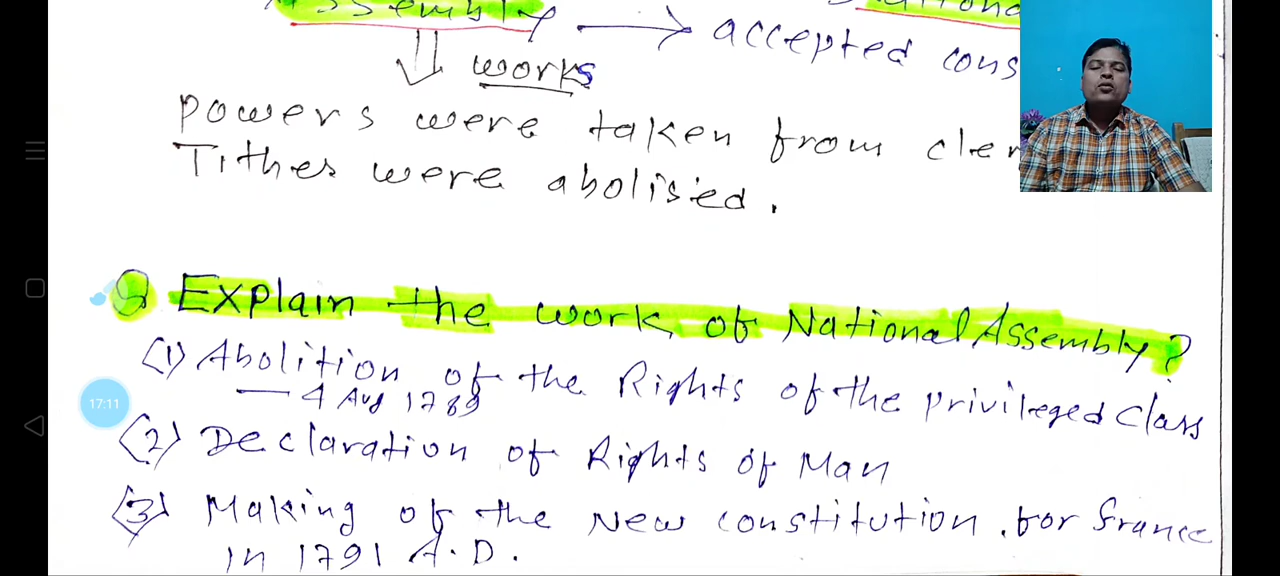 Assembly → accepted cons
works
Powers were taken from cler
Tithes were abolised.
Q Explain the work of National Assembly?
(1) Abolition of the Rights of the privileged Class
— 4 Aug 1789
(2) Declaration of Rights of Man
(3) Making of the New constitution. for france
in 1791 A.D.
17:11